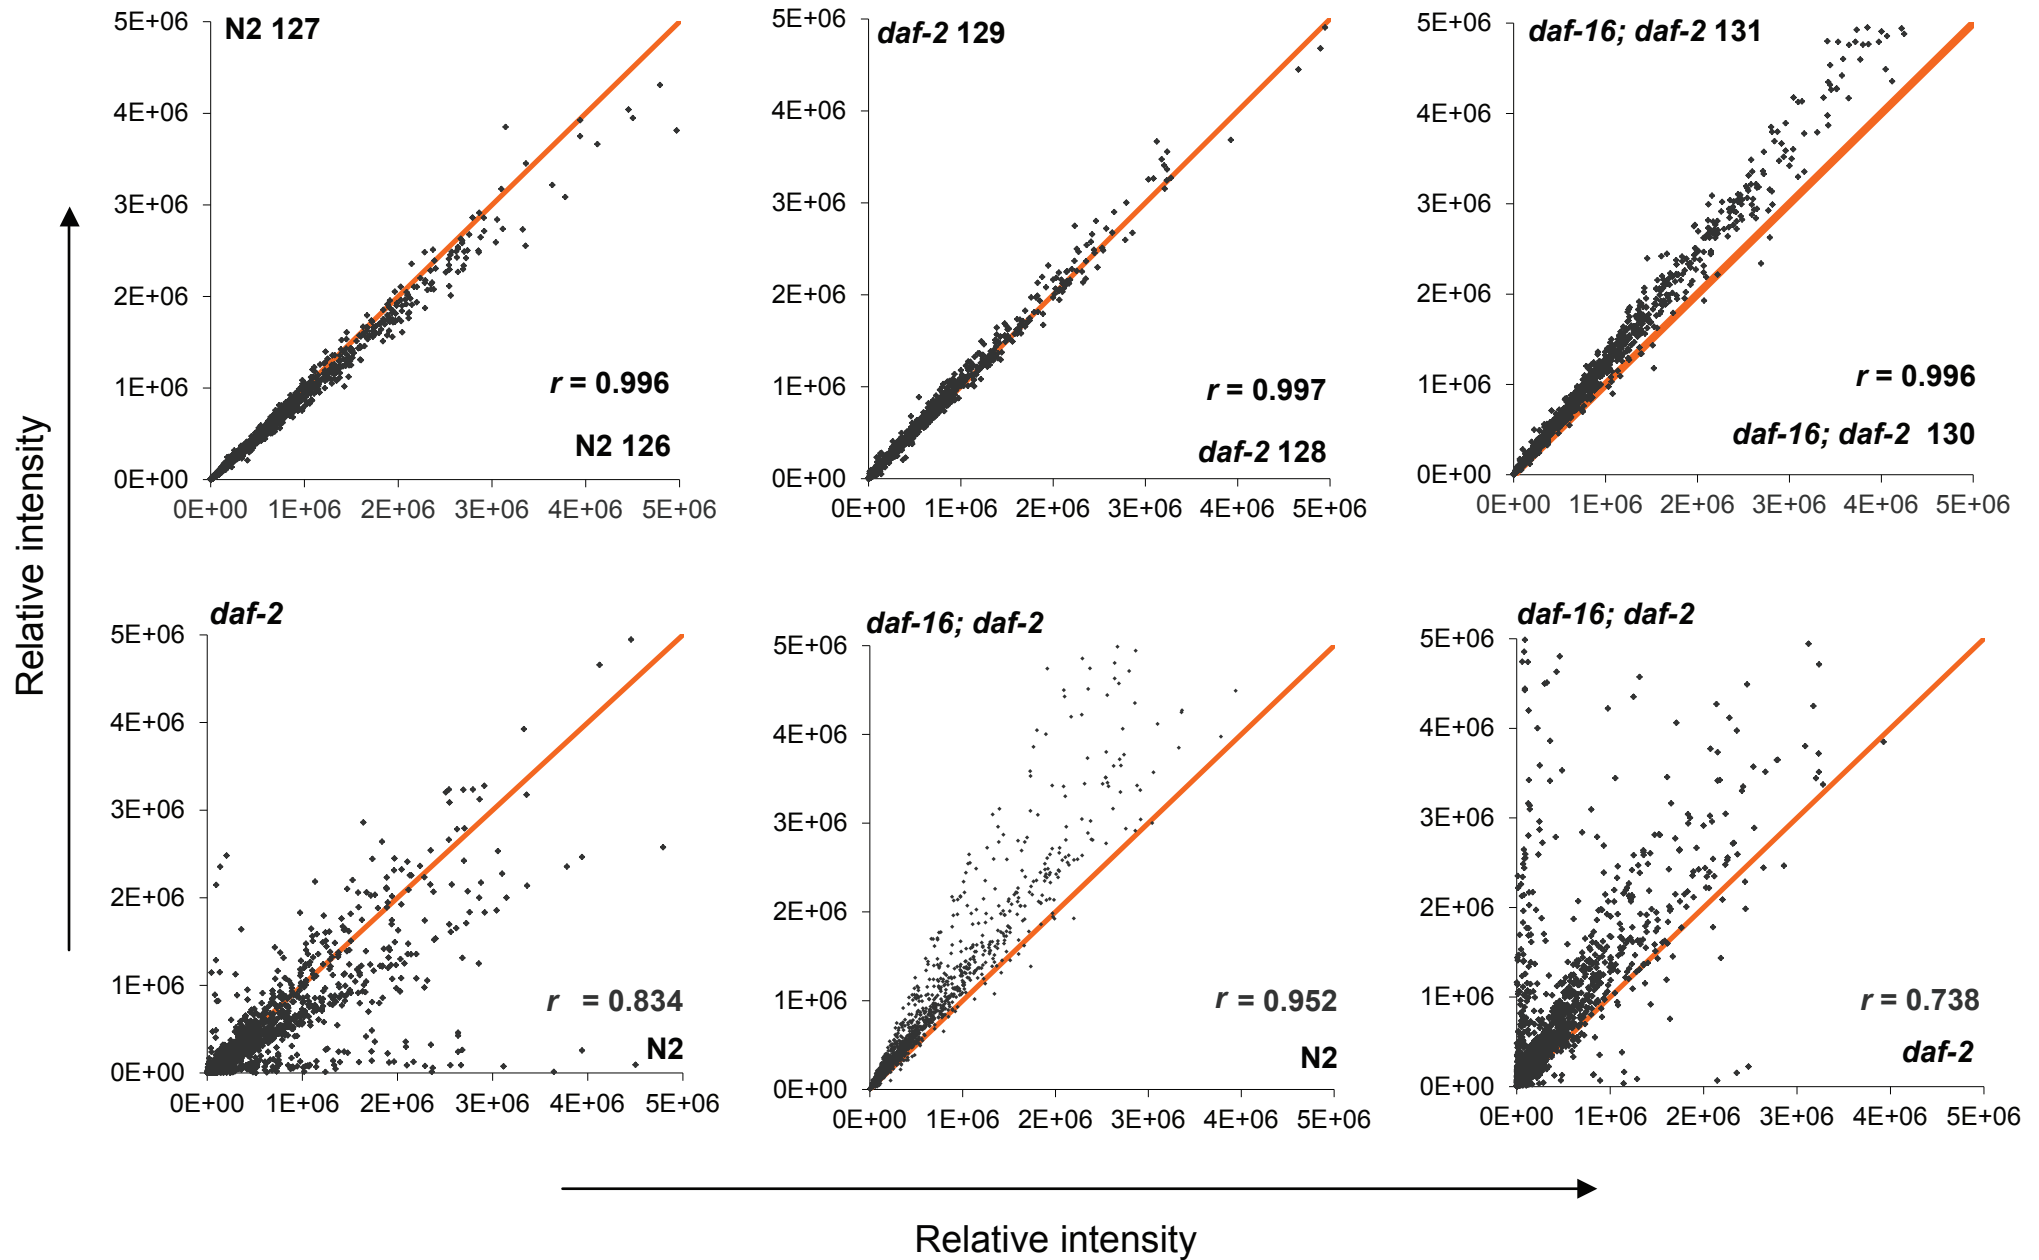 Relative intensity
N2 127
5E+06
4E+06
3E+06
2E+06
1E+06
0E+00
r = 0.996
N2 126
0E+00 1E+06 2E+06 3E+06 4E+06 5E+06
daf-2 129
5E+06
4E+06
3E+06
2E+06
1E+06
0E+00
r = 0.997
daf-2 128
0E+00 1E+06 2E+06 3E+06 4E+06 5E+06
daf-16; daf-2 131
5E+06
4E+06
3E+06
2E+06
1E+06
0E+00
r = 0.996
daf-16; daf-2 130
0E+00 1E+06 2E+06 3E+06 4E+06 5E+06
daf-2
5E+06
4E+06
3E+06
2E+06
1E+06
0E+00
r = 0.834
N2
0E+00 1E+06 2E+06 3E+06 4E+06 5E+06
daf-16; daf-2
5E+06
4E+06
3E+06
2E+06
1E+06
0E+00
r = 0.952
N2
0E+00 1E+06 2E+06 3E+06 4E+06 5E+06
daf-16; daf-2
5E+06
4E+06
3E+06
2E+06
1E+06
0E+00
r = 0.738
daf-2
0E+00 1E+06 2E+06 3E+06 4E+06 5E+06
Relative intensity